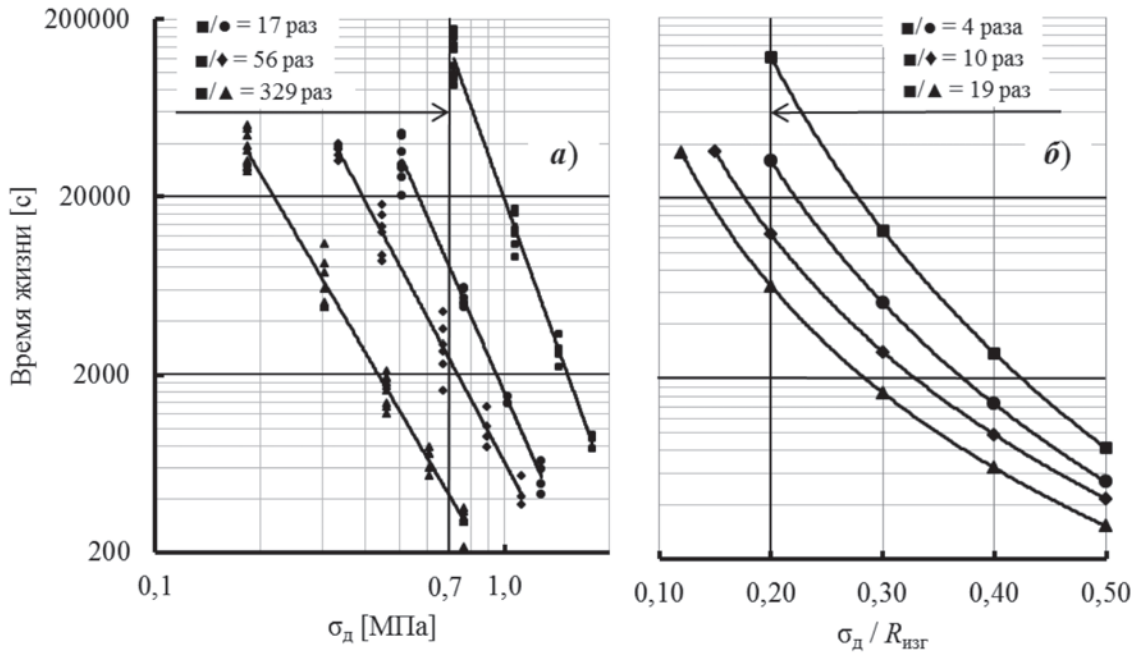 200000
20000
2000
200
Время жизни [с]
■/● = 17 раз
■/◆ = 56 раз
■/▲ = 329 раз
а)
0,1
0,7
1,0
σд [МПа]
■/● = 4 раза
■/◆ = 10 раз
■/▲ = 19 раз
б)
0,10
0,20
0,30
0,40
0,50
σд / Rизг